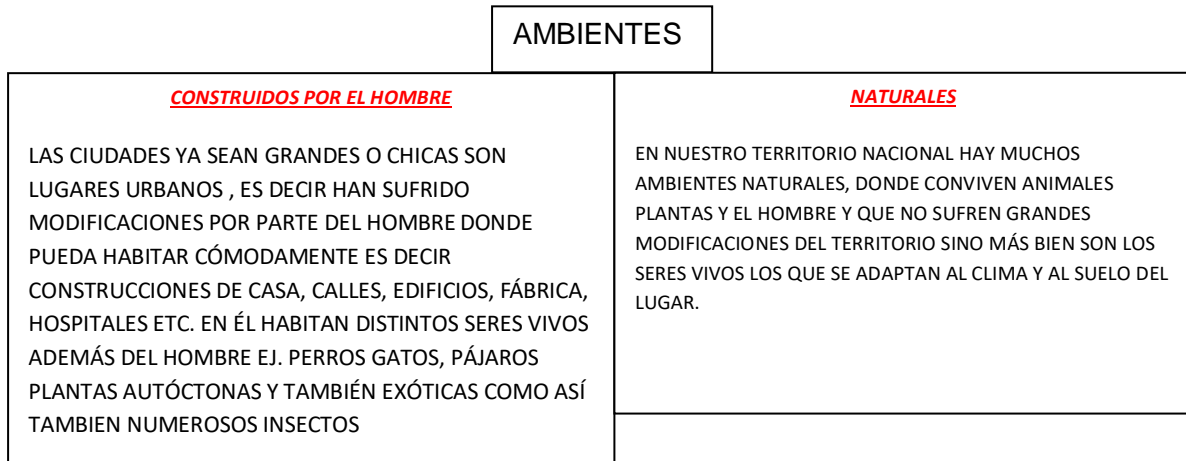 AMBIENTES
CONSTRUIDOS POR EL HOMBRE
LAS CIUDADES YA SEAN GRANDES O CHICAS SON
LUGARES URBANOS , ES DECIR HAN SUFRIDO
MODIFICACIONES POR PARTE DEL HOMBRE DONDE
PUEDA HABITAR CÓMODAMENTE ES DECIR
CONSTRUCCIONES DE CASA, CALLES, EDIFICIOS, FÁBRICA,
HOSPITALES ETC. EN ÉL HABITAN DISTINTOS SERES VIVOS
ADEMÁS DEL HOMBRE EJ. PERROS GATOS, PÁJAROS
PLANTAS AUTÓCTONAS Y TAMBIÉN EXÓTICAS COMO ASÍ
TAMBIEN NUMEROSOS INSECTOS
NATURALES
EN NUESTRO TERRITORIO NACIONAL HAY MUCHOS
AMBIENTES NATURALES, DONDE CONVIVEN ANIMALES
PLANTAS Y EL HOMBRE Y QUE NO SUFREN GRANDES
MODIFICACIONES DEL TERRITORIO SINO MÁS BIEN SON LOS
SERES VIVOS LOS QUE SE ADAPTAN AL CLIMA Y AL SUELO DEL
LUGAR.